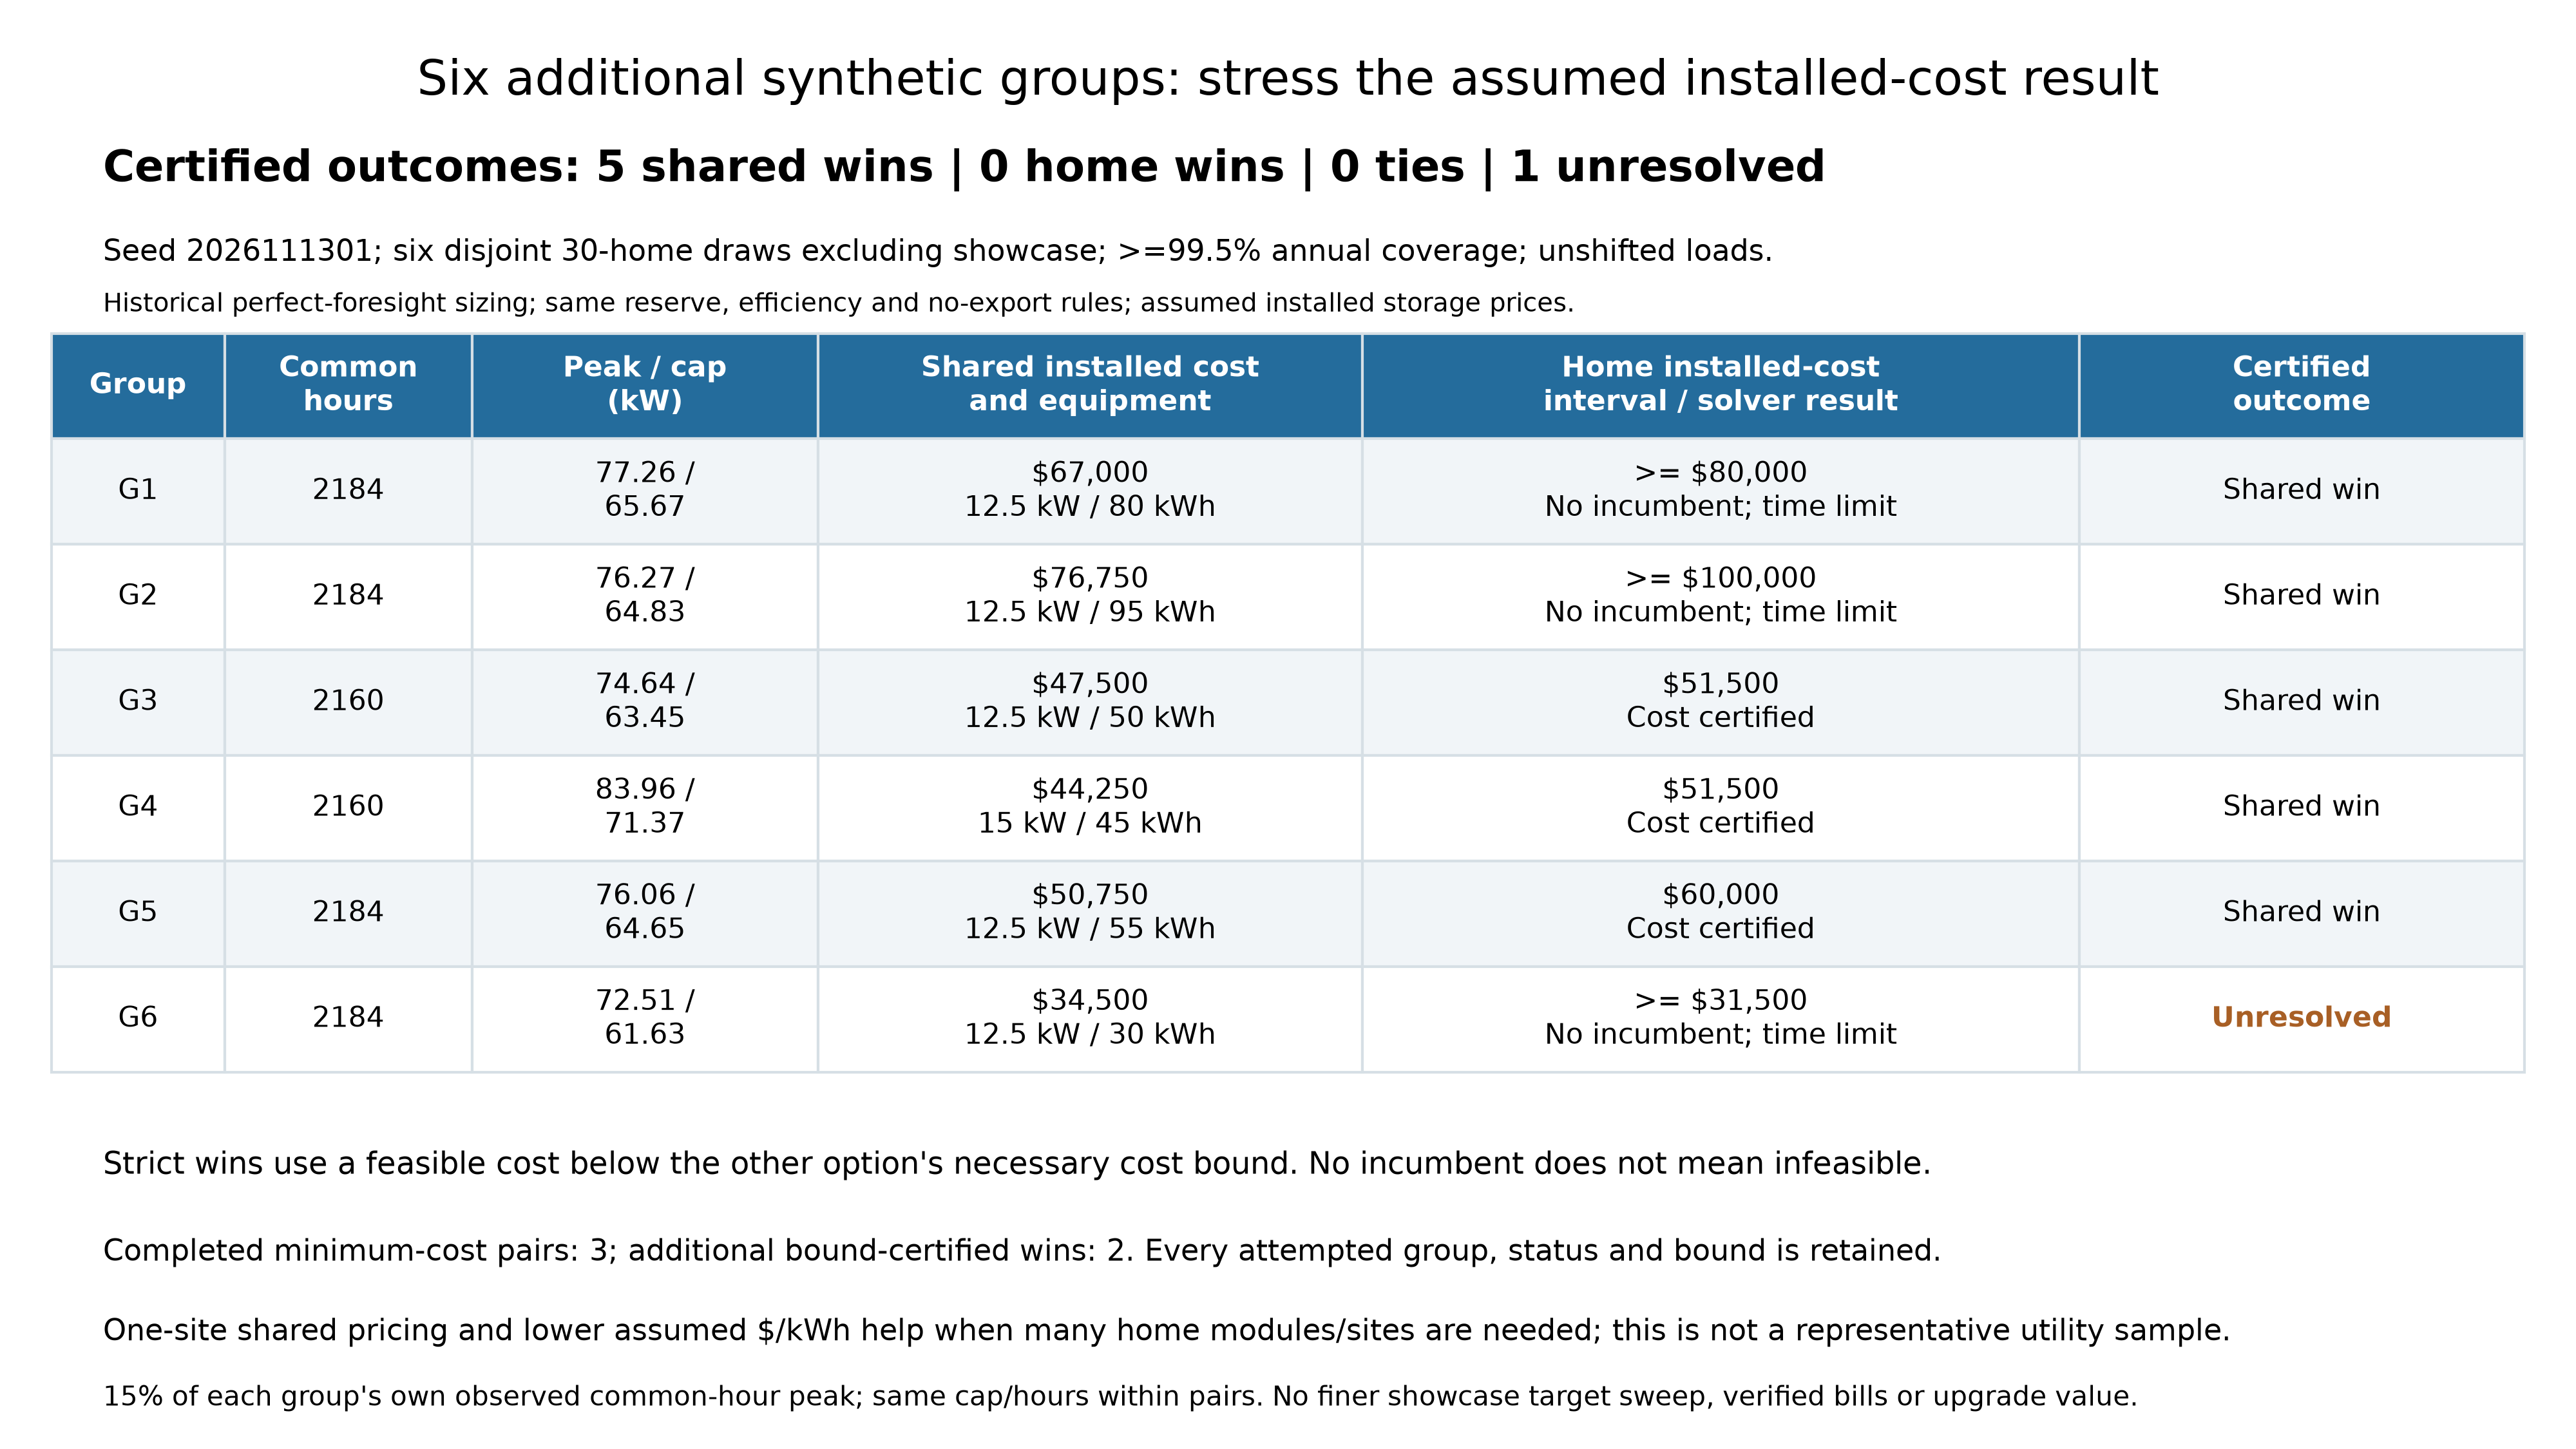 Six additional synthetic groups: stress the assumed installed-cost result
Certified outcomes: 5 shared wins | 0 home wins | 0 ties | 1 unresolved
Seed 2026111301; six disjoint 30-home draws excluding showcase; >=99.5% annual coverage; unshifted loads.
Historical perfect-foresight sizing; same reserve, efficiency and no-export rules; assumed installed storage prices.
Group
Common
hours
Peak / cap
(kW)
Shared installed cost
and equipment
Home installed-cost
interval / solver result
Certified
outcome
G1
2184
77.26 /
65.67
$67,000
12.5 kW / 80 kWh
>= $80,000
No incumbent; time limit
Shared win
G2
2184
76.27 /
64.83
$76,750
12.5 kW / 95 kWh
>= $100,000
No incumbent; time limit
Shared win
G3
2160
74.64 /
63.45
$47,500
12.5 kW / 50 kWh
$51,500
Cost certified
Shared win
G4
2160
83.96 /
71.37
$44,250
15 kW / 45 kWh
$51,500
Cost certified
Shared win
G5
2184
76.06 /
64.65
$50,750
12.5 kW / 55 kWh
$60,000
Cost certified
Shared win
G6
2184
72.51 /
61.63
$34,500
12.5 kW / 30 kWh
>= $31,500
No incumbent; time limit
Unresolved
Strict wins use a feasible cost below the other option's necessary cost bound. No incumbent does not mean infeasible.
Completed minimum-cost pairs: 3; additional bound-certified wins: 2. Every attempted group, status and bound is retained.
One-site shared pricing and lower assumed $/kWh help when many home modules/sites are needed; this is not a representative utility sample.
15% of each group's own observed common-hour peak; same cap/hours within pairs. No finer showcase target sweep, verified bills or upgrade value.